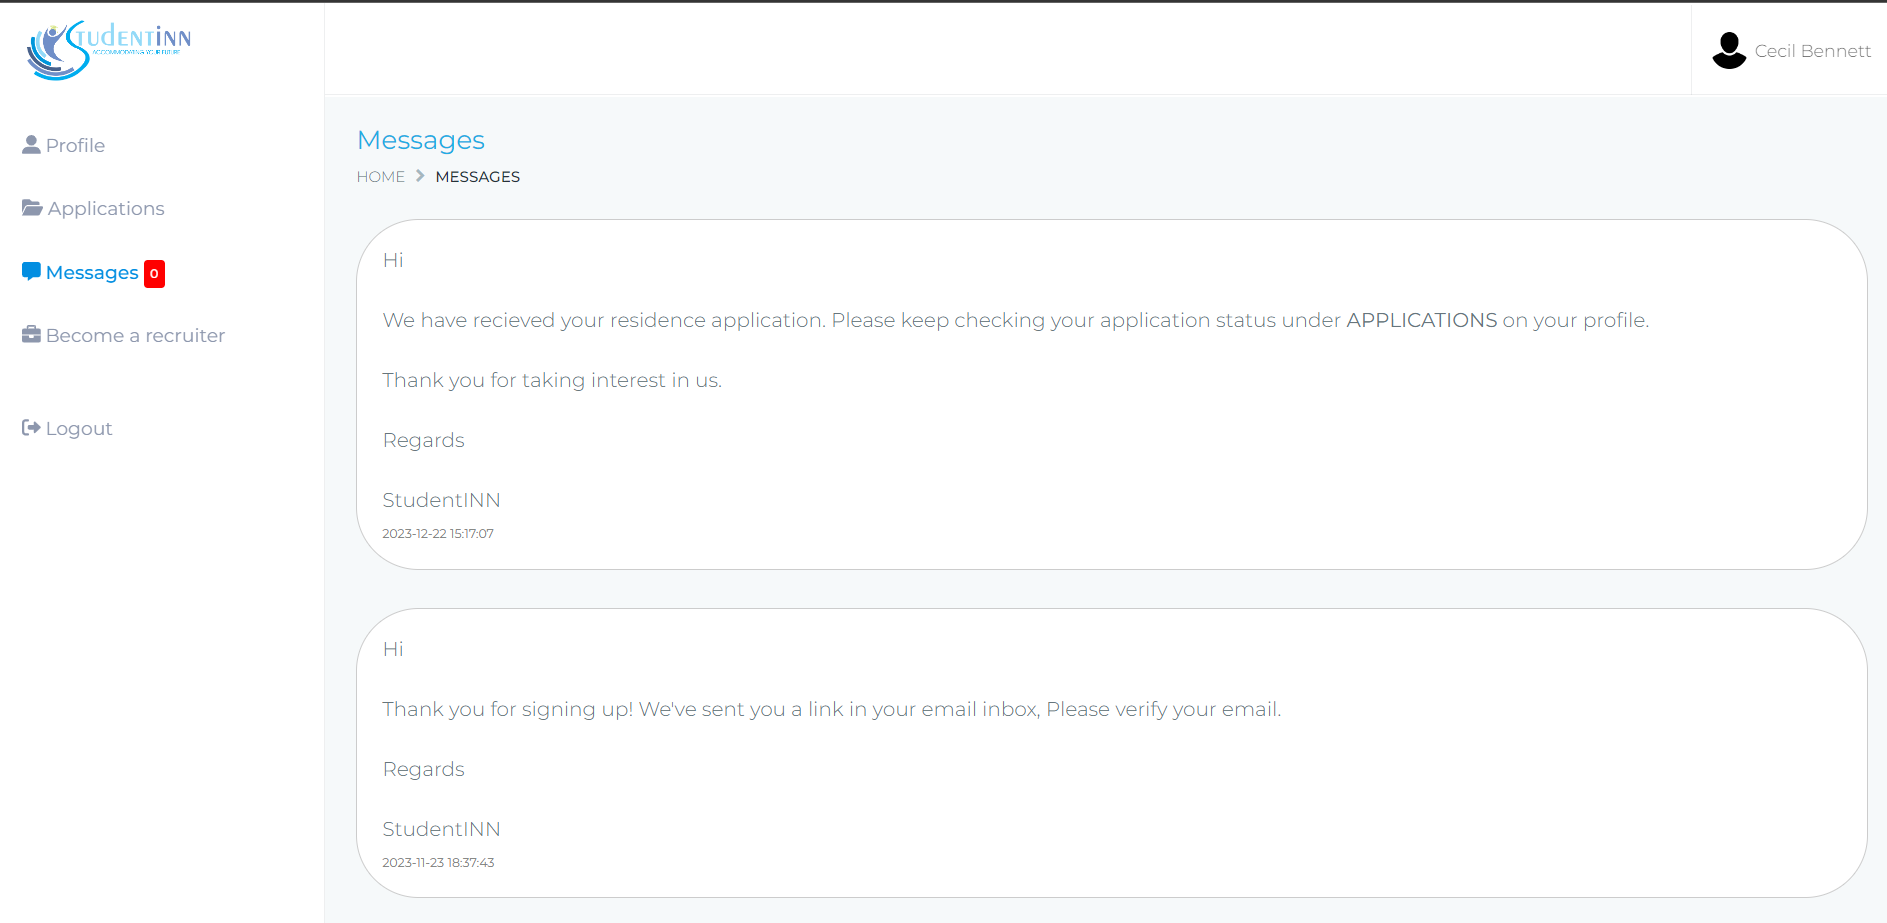 STUDENTINN
ACCOMMODATING YOUR FUTURE
Cecil Bennett
Profile
Applications
Messages 0
Become a recruiter
Logout
Messages
HOME MESSAGES
Hi
We have recieved your residence application. Please keep checking your application status under APPLICATIONS on your profile.
Thank you for taking interest in us.
Regards
StudentINN
2023-12-22 15:17:07
Hi
Thank you for signing up! We've sent you a link in your email inbox, Please verify your email.
Regards
StudentINN
2023-11-23 18:37:43